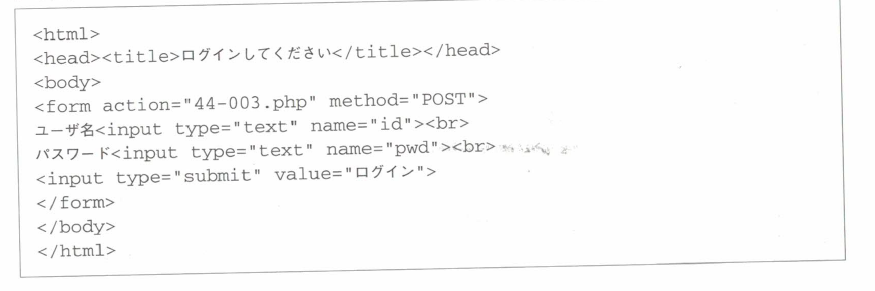 <html>
<head><title>ログインしてください</title></head>
<body>
<form action="44-003.php" method="POST">
ユーザ名<input type="text" name="id"><br>
パスワード<input type="text" name="pwd"><br>
<input type="submit" value="ログイン">
</form>
</body>
</html>